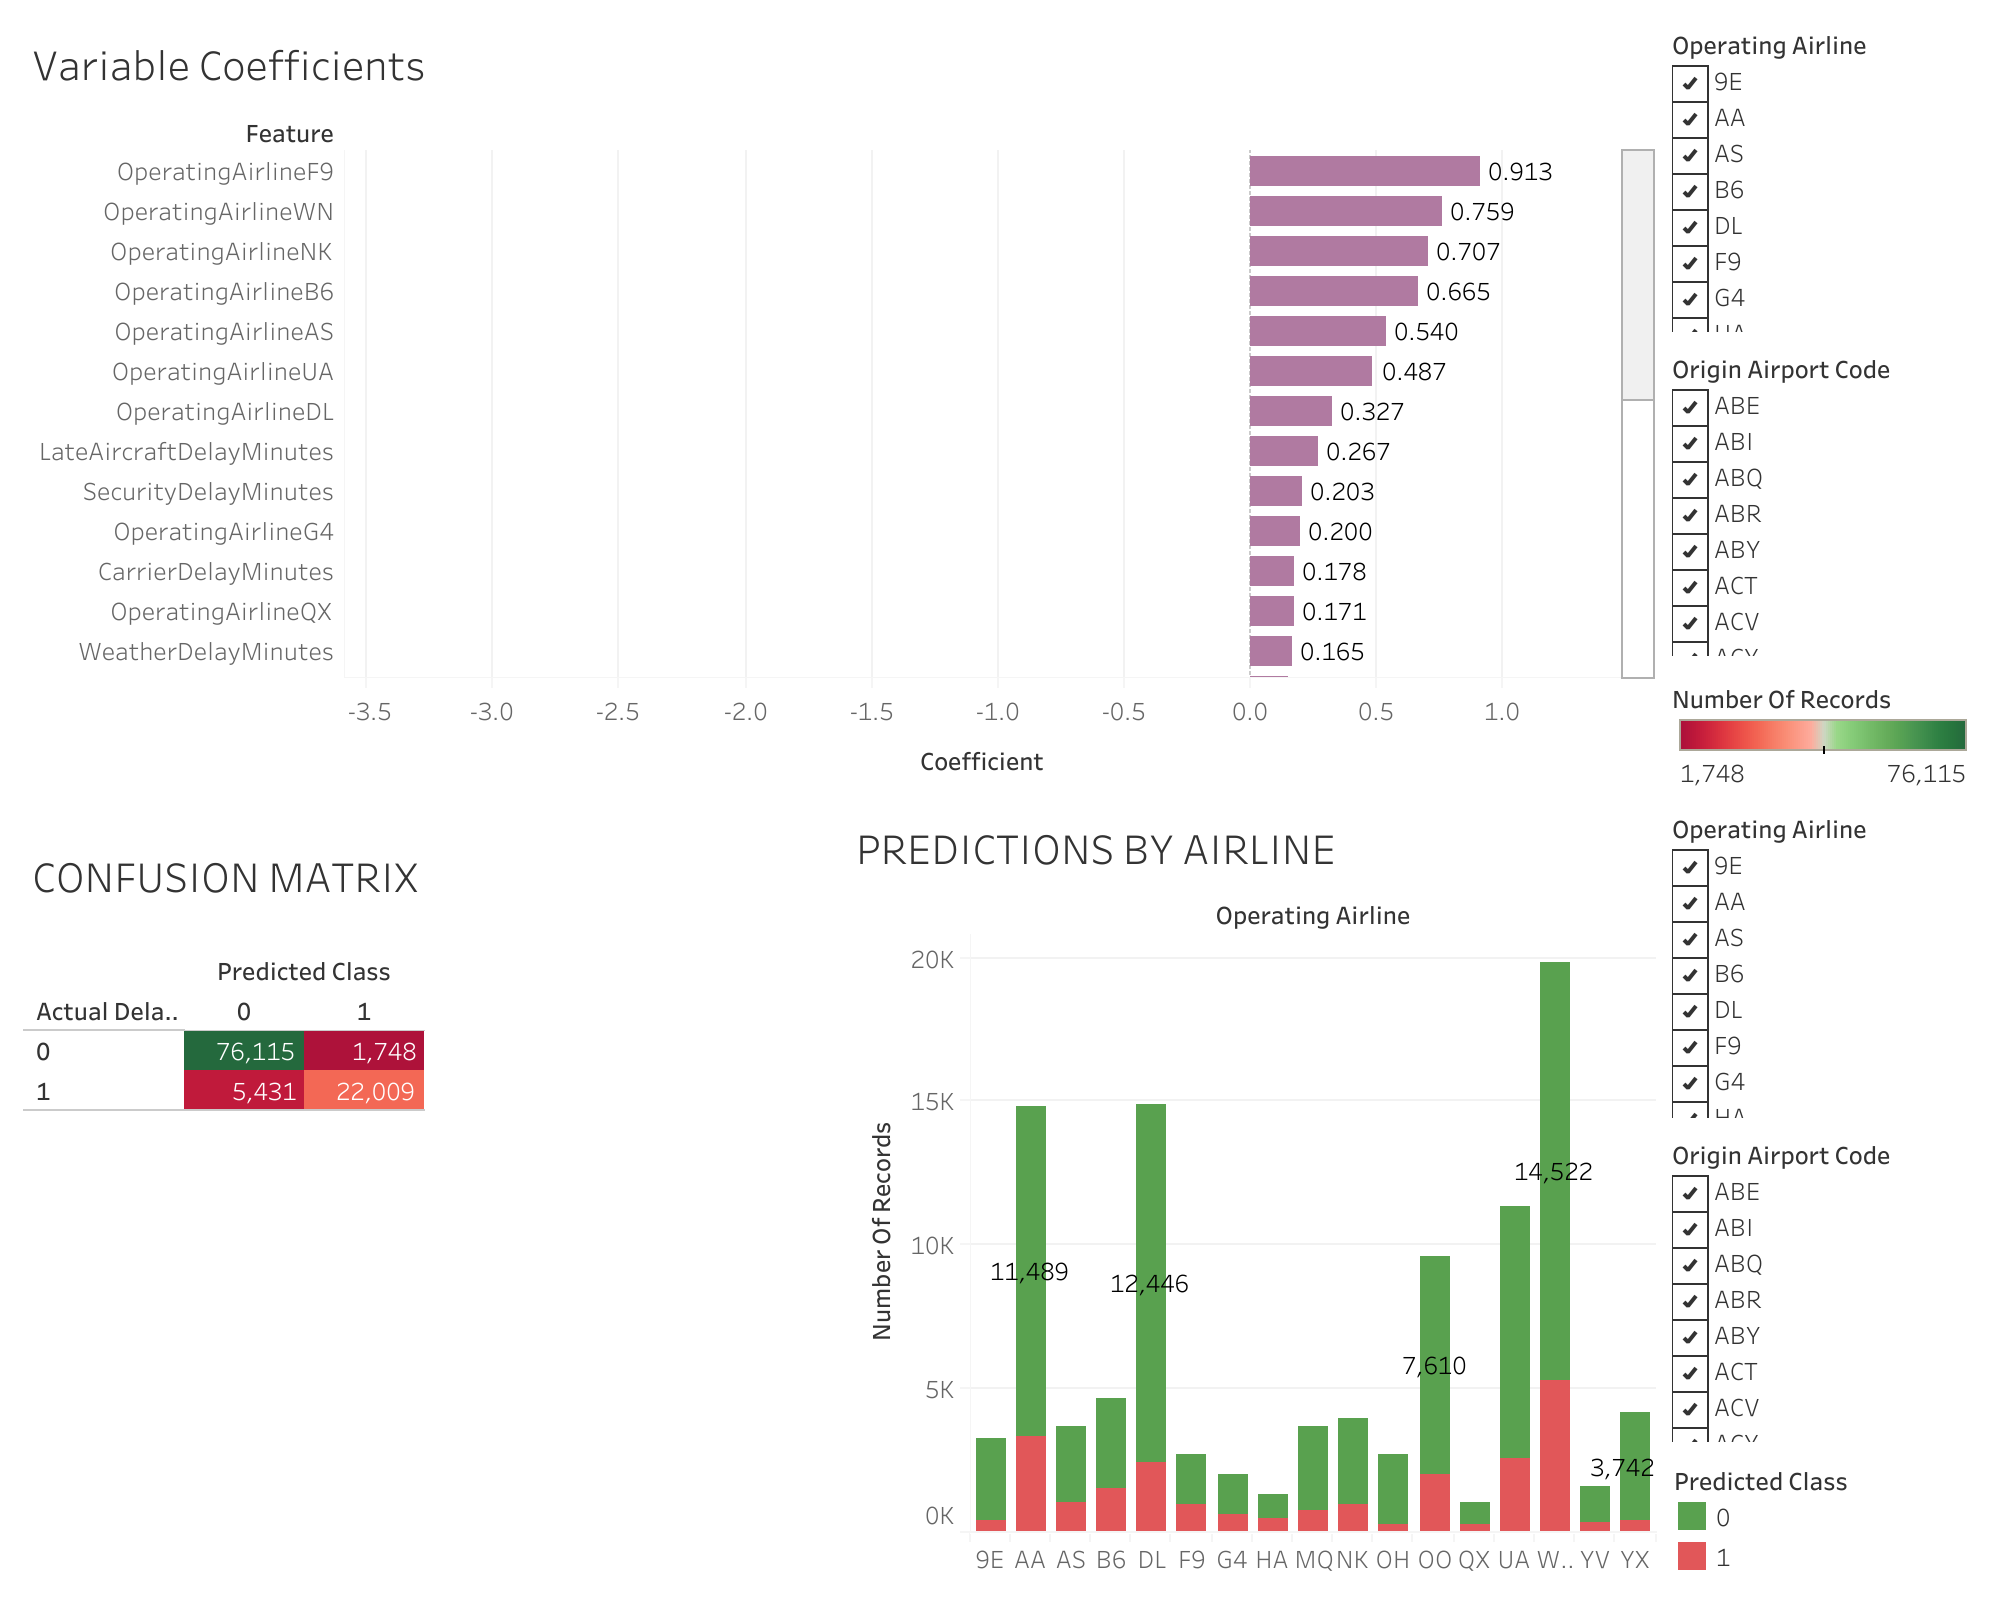 Variable Coefficients
Feature
OperatingAirlineF9 0.913
OperatingAirlineWN 0.759
OperatingAirlineNK 0.707
OperatingAirlineB6 0.665
OperatingAirlineAS 0.540
OperatingAirlineUA 0.487
OperatingAirlineDL 0.327
LateAircraftDelayMinutes 0.267
SecurityDelayMinutes 0.203
OperatingAirlineG4 0.200
CarrierDelayMinutes 0.178
OperatingAirlineQX 0.171
WeatherDelayMinutes 0.165
-3.5 -3.0 -2.5 -2.0 -1.5 -1.0 -0.5 0.0 0.5 1.0
Coefficient
Operating Airline
9E
AA
AS
B6
DL
F9
G4
HA
Origin Airport Code
ABE
ABI
ABQ
ABR
ABY
ACT
ACV
ACY
Number Of Records
1,748 76,115
CONFUSION MATRIX
Predicted Class
Actual Dela.. 0 1
0 76,115 1,748
1 5,431 22,009
PREDICTIONS BY AIRLINE
Operating Airline
Number Of Records
20K
15K
10K
5K
0K
11,489
12,446
7,610
14,522
3,742
9E AA AS B6 DL F9 G4 HA MQ NK OH OO QX UA W.. YV YX
Operating Airline
9E
AA
AS
B6
DL
F9
G4
HA
Origin Airport Code
ABE
ABI
ABQ
ABR
ABY
ACT
ACV
ACY
Predicted Class
0
1